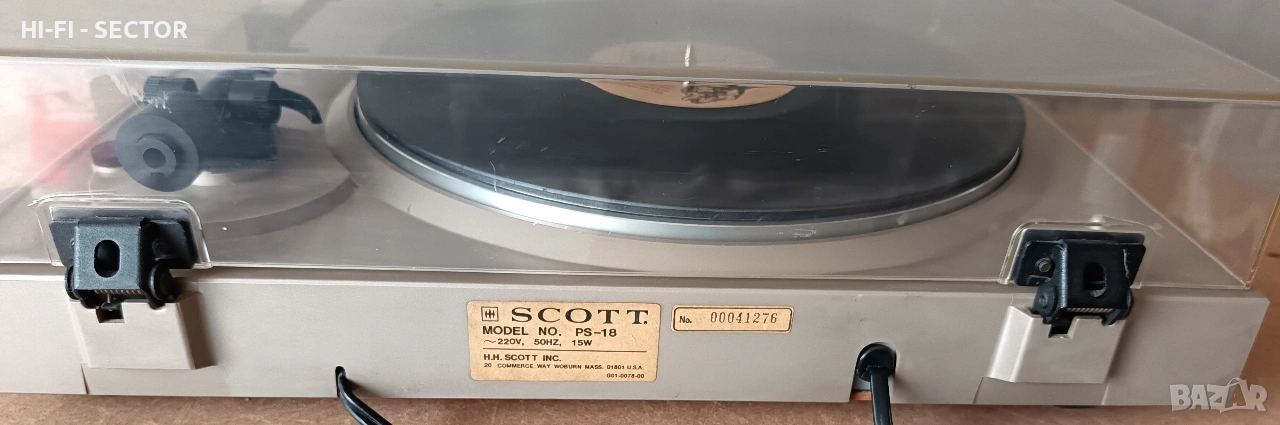 HI-FI - SECTOR
SCOTT.
MODEL NO. PS-18
~220V, 50HZ, 15W
H.H. SCOTT INC.
20 COMMERCE WAY WOBURN MASS. 01801 U.S.A.
001-0078-00
No. 00041276
BAZAR